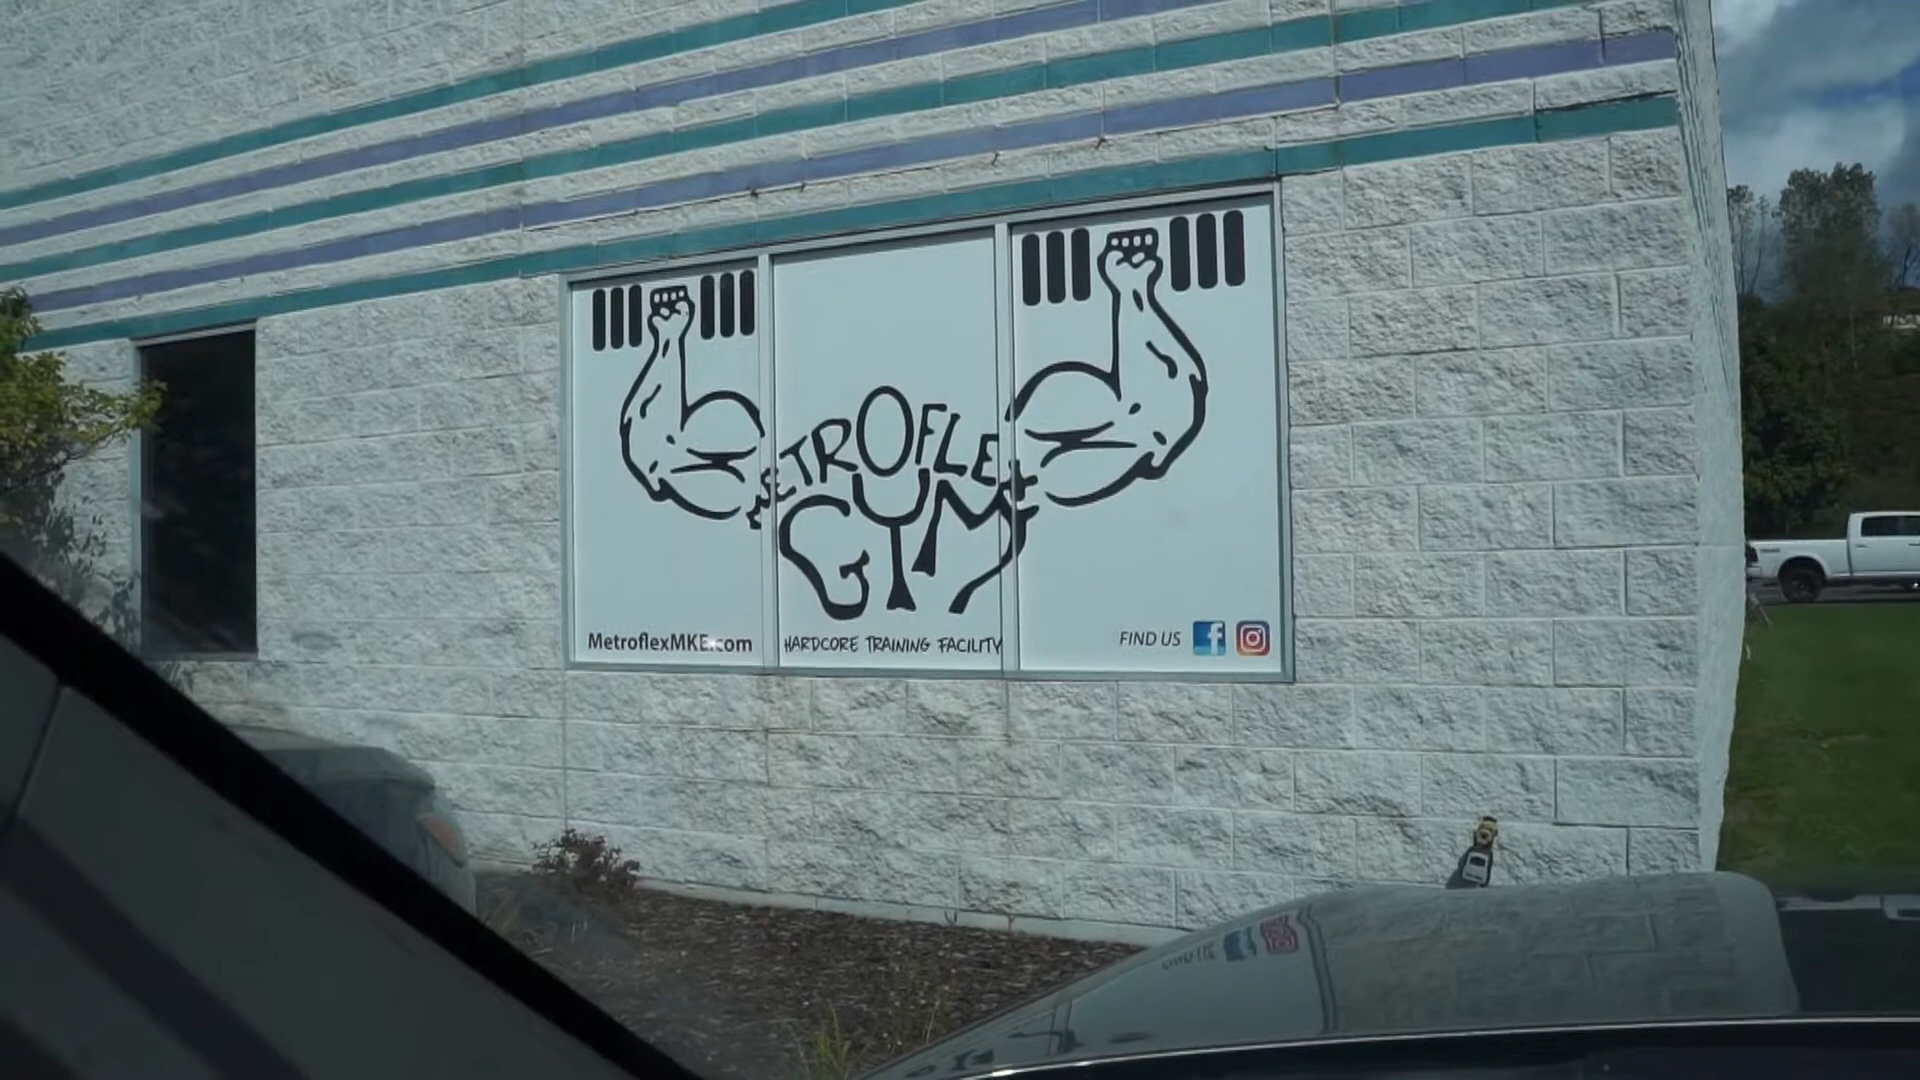 METROFLEX
GYM
MetroflexMKE.com
HARDCORE TRAINING FACILITY
FIND US